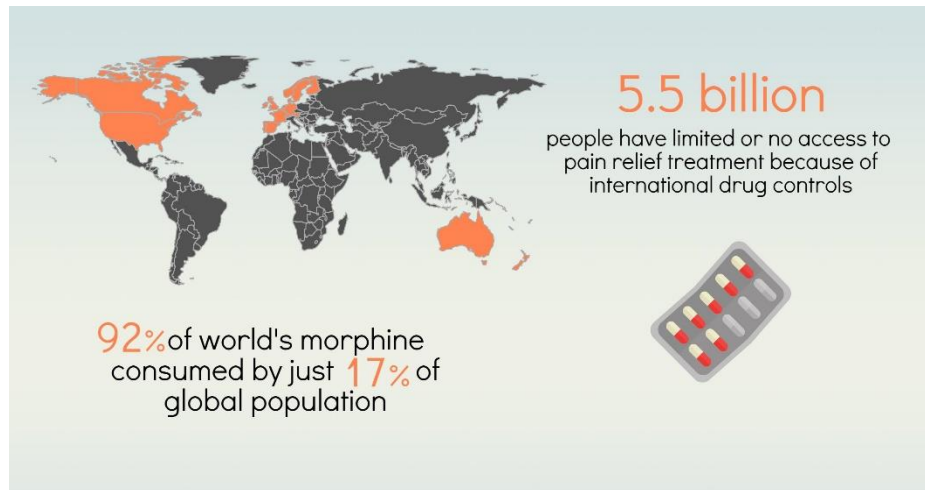 5.5 billion
people have limited or no access to
pain relief treatment because of
international drug controls
92% of world's morphine
consumed by just 17% of
global population